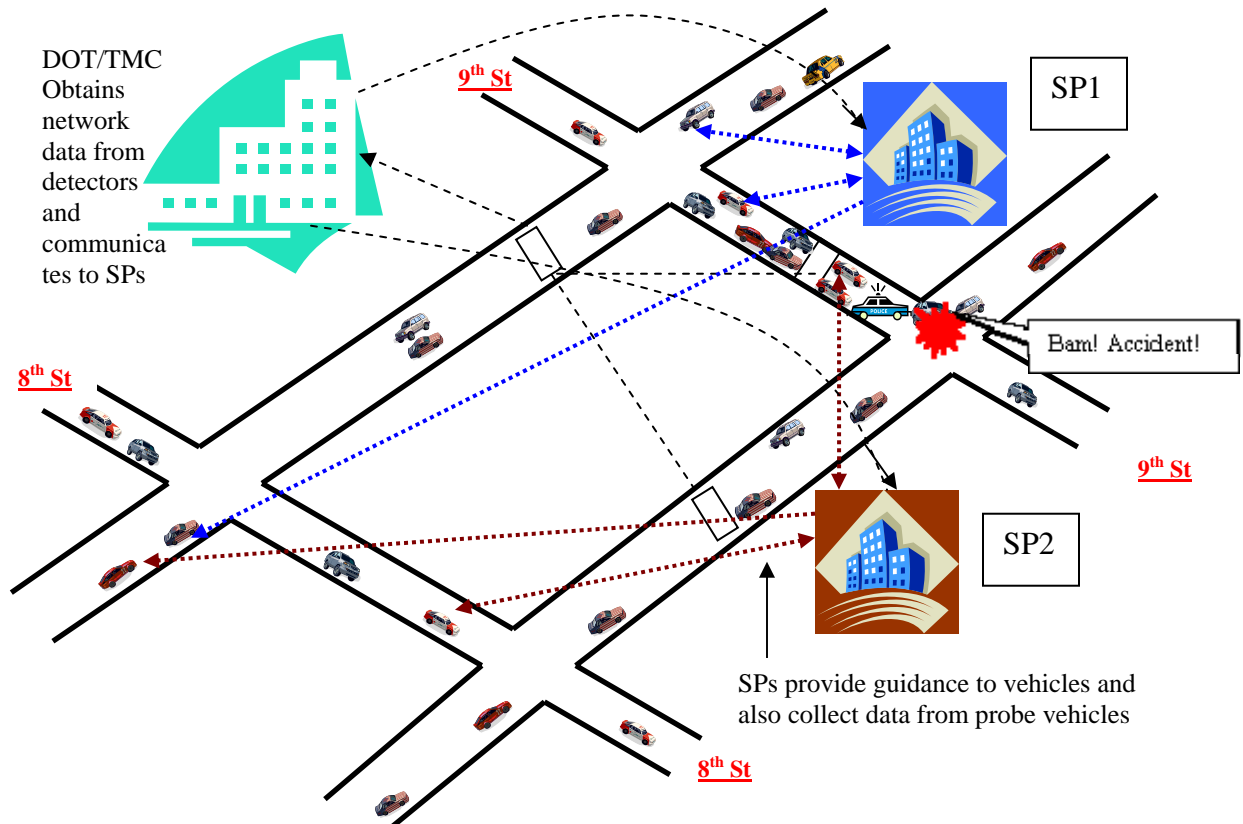 DOT/TMC
Obtains
network
data from
detectors
and
communica
tes to SPs
9th St
SP1
POLICE
Bam! Accident!
8th St
9th St
SP2
SPs provide guidance to vehicles and
also collect data from probe vehicles
8th St